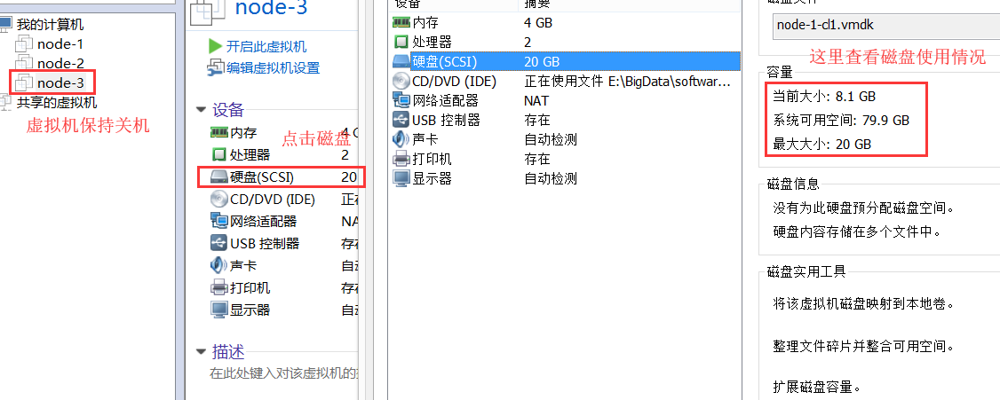 我的计算机
node-1
node-2
node-3
共享的虚拟机
虚拟机保持关机
node-3
开启此虚拟机
编辑虚拟机设置
设备
内存
4 G
处理器
2
点击磁盘
硬盘(SCSI)
20
CD/DVD (IDE)
正在
网络适配器
NA
USB 控制器
存在
声卡
自动
打印机
存在
显示器
自动
描述
在此处键入对该虚拟机的
设备
摘要
内存
4 GB
处理器
2
硬盘(SCSI)
20 GB
CD/DVD (IDE)
正在使用文件 E:\BigData\softwar...
网络适配器
NAT
USB 控制器
存在
声卡
自动检测
打印机
存在
显示器
自动检测
磁盘文件
node-1-cl1.vmdk
这里查看磁盘使用情况
容量
当前大小: 8.1 GB
系统可用空间: 79.9 GB
最大大小: 20 GB
磁盘信息
没有为此硬盘预分配磁盘空间。
硬盘内容存储在多个文件中。
磁盘实用工具
将该虚拟机磁盘映射到本地卷。
整理文件碎片并整合可用空间。
扩展磁盘容量。